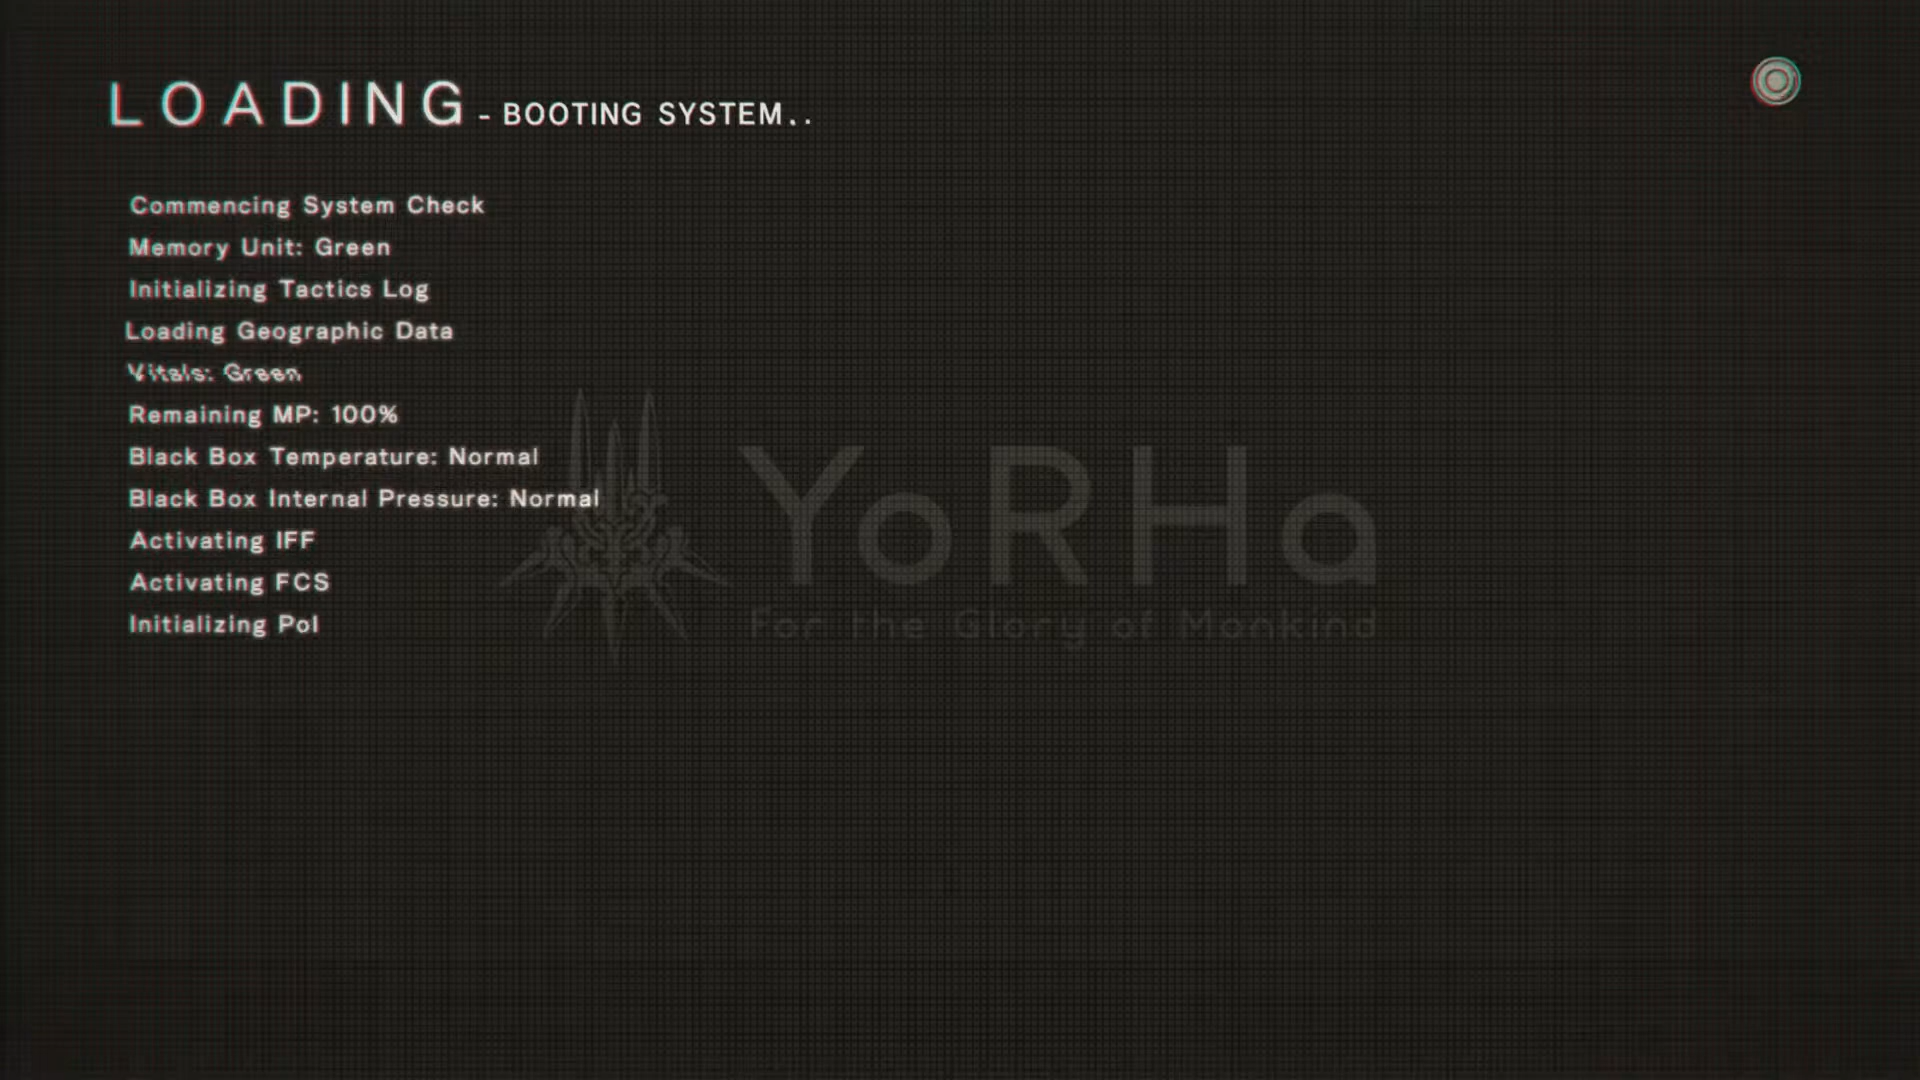 LOADING - BOOTING SYSTEM..
Commencing System Check
Memory Unit: Green
Initializing Tactics Log
Loading Geographic Data
Vitals: Green
Remaining MP: 100%
Black Box Temperature: Normal
Black Box Internal Pressure: Normal
Activating IFF
Activating FCS
Initializing Pol
YoRHa
For the Glory of Mankind